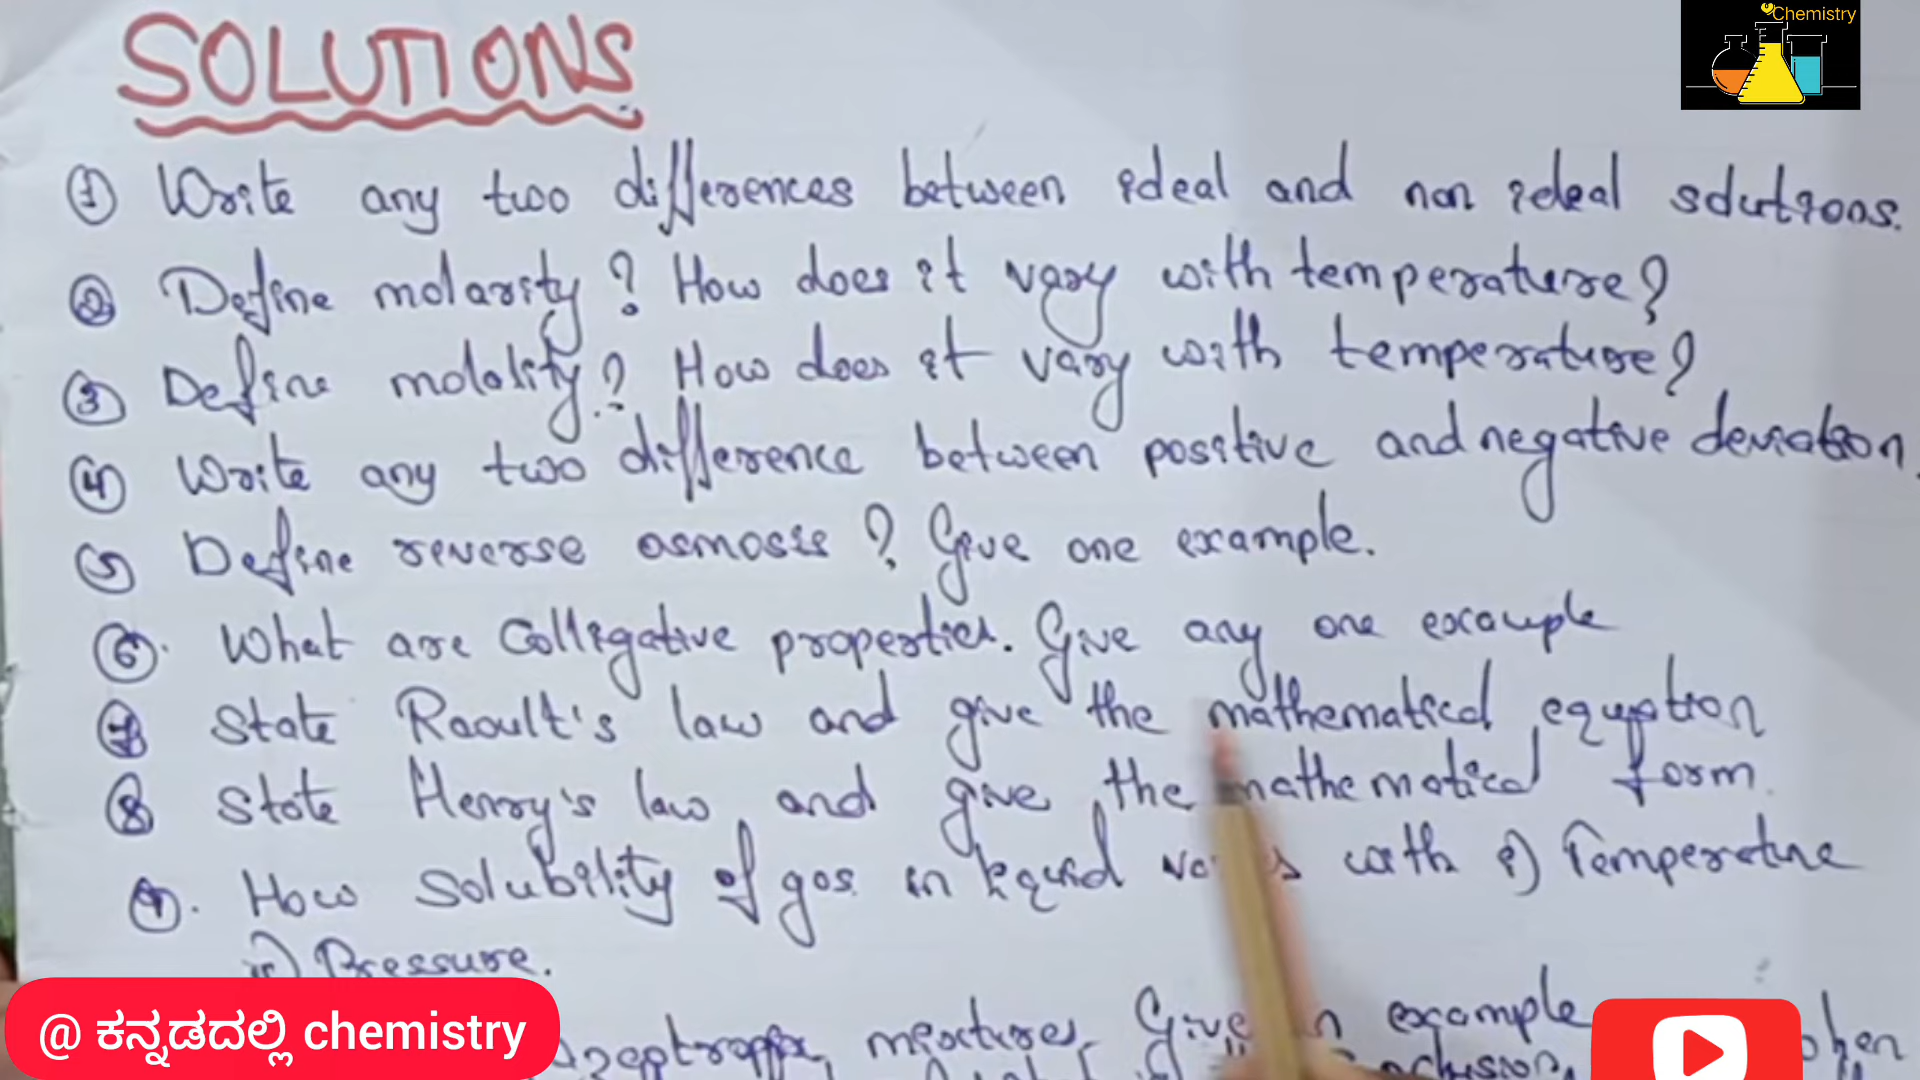 Chemistry
SOLUTIONS
① Write any two differences between ideal and non ideal solutions.
② Define molarity? How does it vary with temperature?
③ Define molality? How does it vary with temperature?
④ Write any two difference between positive and negative deviation.
⑤ Define reverse osmosis? Give one example.
⑥. What are Colligative properties. Give any one example
⑦ State Raoult's law and give the mathematical equation
⑧ State Henry's law and give the mathematical form.
⑨. How Solubility of gas in liquid with i) Temperature
ii) Pressure.
mixtures. example
@ ಕನ್ನಡದಲ್ಲಿ chemistry